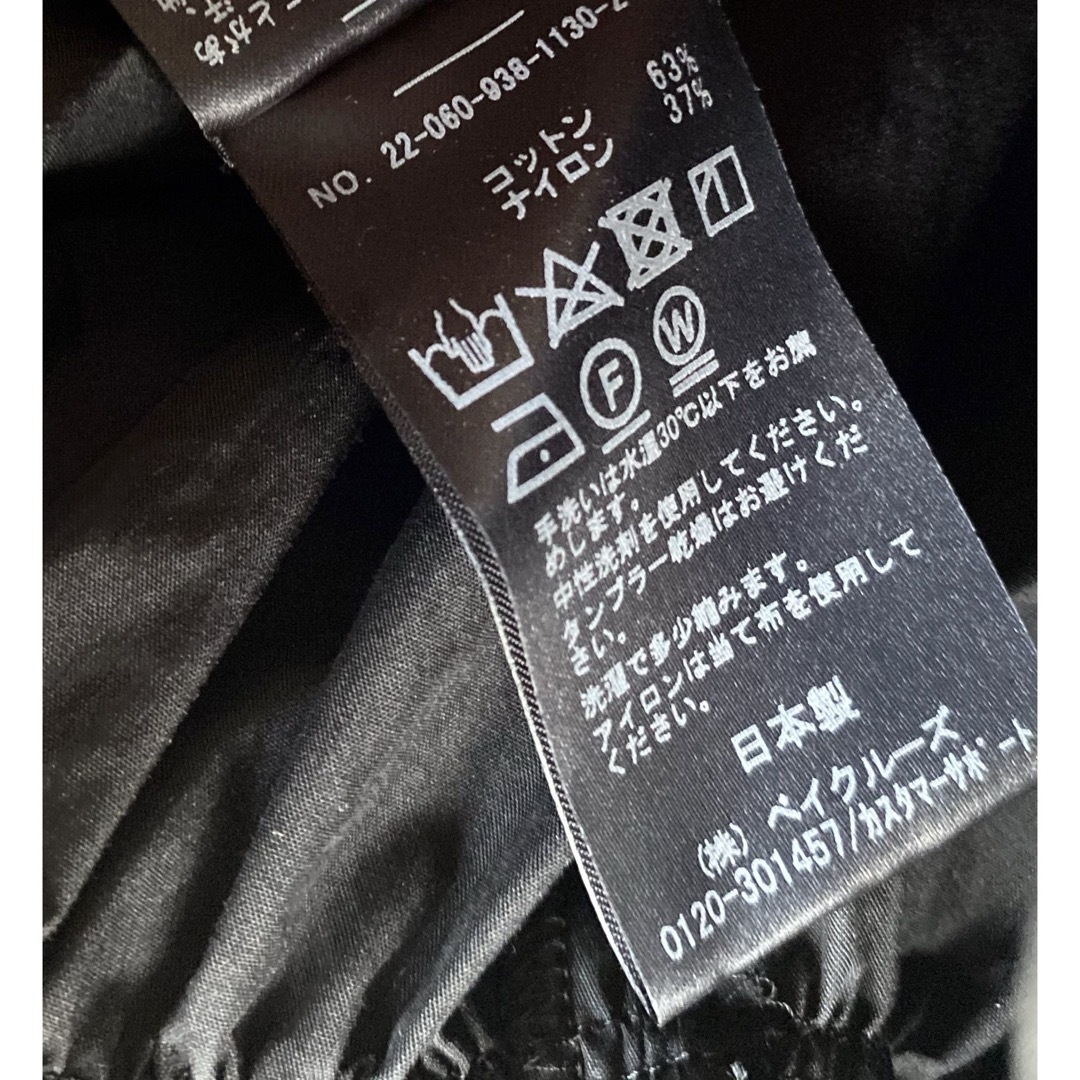 とがあ
NO. 22-060-938-1130-2
コットン 63%
ナイロン 37%
F
W
手洗いは水温30℃以下をお薦
めします。
中性洗剤を使用してください。
タンブラー乾燥はお避けくだ
さい。
洗濯で多少縮みます。
アイロンは当て布を使用して
ください。
日本製
(株) ベイクルーズ
0120-301457/カスタマーサポート